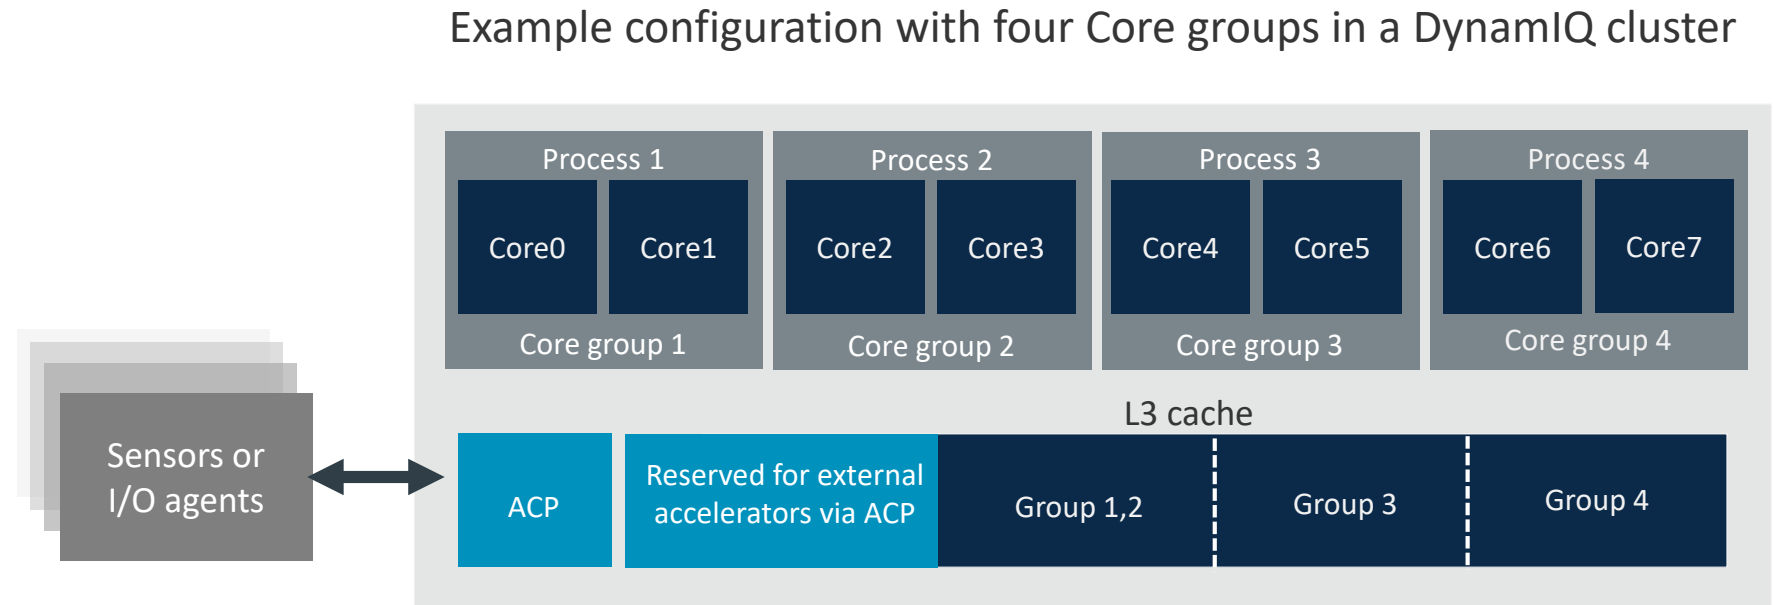 Example configuration with four Core groups in a DynamIQ cluster
Process 1
Core0
Core1
Core group 1
Process 2
Core2
Core3
Core group 2
Process 3
Core4
Core5
Core group 3
Process 4
Core6
Core7
Core group 4
L3 cache
Sensors or
I/O agents
ACP
Reserved for external
accelerators via ACP
Group 1,2
Group 3
Group 4